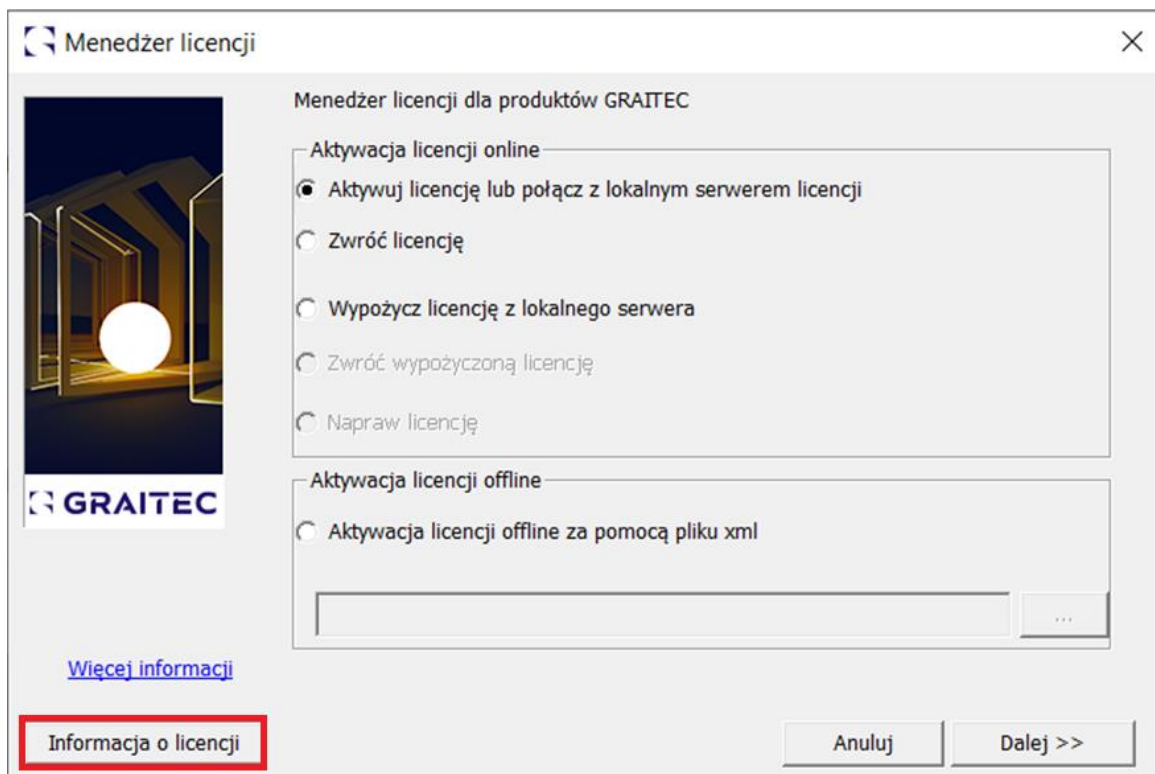 Menedżer licencji
Menedżer licencji dla produktów GRAITEC
Aktywacja licencji online
Aktywuj licencję lub połącz z lokalnym serwerem licencji
Zwróć licencję
Wypożycz licencję z lokalnego serwera
Zwróć wypożyczoną licencję
Napraw licencję
GRAITEC
Aktywacja licencji offline
Aktywacja licencji offline za pomocą pliku xml
...
Więcej informacji
Informacja o licencji
Anuluj
Dalej >>